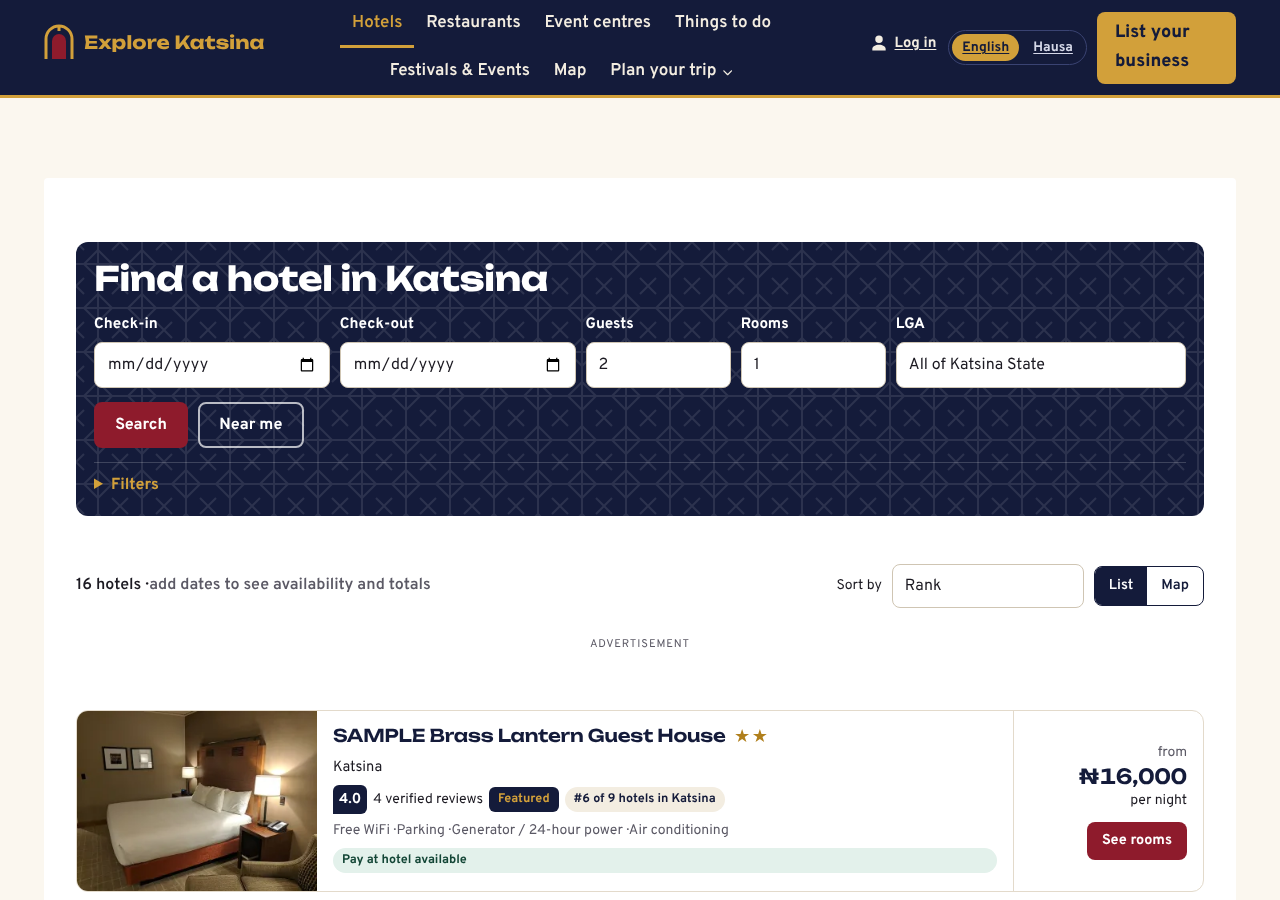 Explore Katsina
Hotels Restaurants Event centres Things to do
Festivals & Events Map Plan your trip
Log in
English Hausa
List your
business
Find a hotel in Katsina
Check-in Check-out Guests Rooms LGA
mm/dd/yyyy mm/dd/yyyy 2 1 All of Katsina State
Search Near me
Filters
16 hotels ·add dates to see availability and totals
Sort by Rank List Map
ADVERTISEMENT
SAMPLE Brass Lantern Guest House ★ ★
Katsina
4.0 4 verified reviews Featured #6 of 9 hotels in Katsina
Free WiFi ·Parking ·Generator / 24-hour power ·Air conditioning
Pay at hotel available
from
₦16,000
per night
See rooms